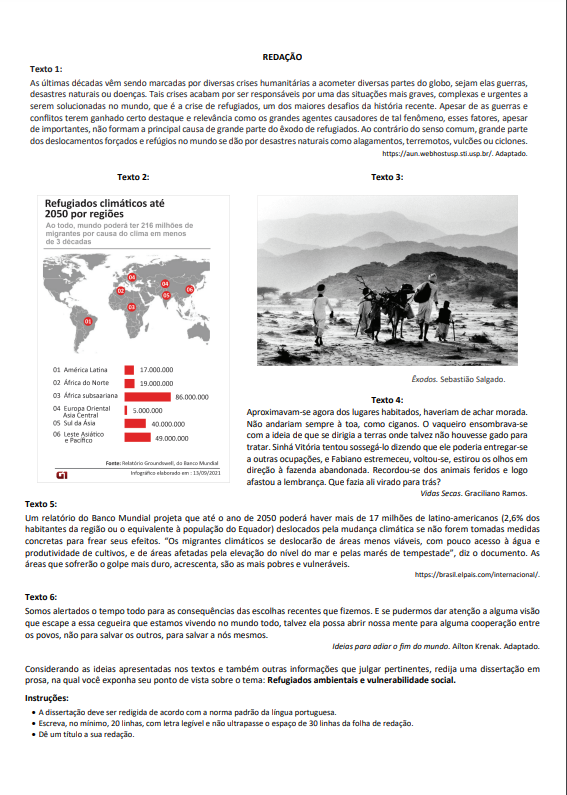 REDAÇÃO
Texto 1:
As últimas décadas vêm sendo marcadas por diversas crises humanitárias a acometer diversas partes do globo, sejam elas guerras,
desastres naturais ou doenças. Tais crises acabam por ser responsáveis por uma das situações mais graves, complexas e urgentes a
serem solucionadas no mundo, que é a crise de refugiados, um dos maiores desafios da história recente. Apesar de as guerras e
conflitos terem ganhado certo destaque e relevância como os grandes agentes causadores de tal fenômeno, esses fatores, apesar
de importantes, não formam a principal causa de grande parte do êxodo de refugiados. Ao contrário do senso comum, grande parte
dos deslocamentos forçados e refúgios no mundo se dão por desastres naturais como alagamentos, terremotos, vulcões ou ciclones.
https://aun.webhostusp.sti.usp.br/. Adaptado.
Texto 2:
Refugiados climáticos até
2050 por regiões
Ao todo, mundo poderá ter 216 milhões de
migrantes por causa do clima em menos
de 3 décadas
04
02
04
05
06
03
01
01 América Latina 17.000.000
02 África do Norte 19.000.000
03 África subsaariana 86.000.000
04 Europa Oriental
Asia Central 5.000.000
05 Sul da Ásia 40.000.000
06 Leste Asiático
e Pacífico 49.000.000
Fonte: Relatório Groundswell, do Banco Mundial
G1 Infográfico elaborado em : 13/09/2021
Texto 3:
Êxodos. Sebastião Salgado.
Texto 4:
Aproximavam-se agora dos lugares habitados, haveriam de achar morada.
Não andariam sempre à toa, como ciganos. O vaqueiro ensombrava-se
com a ideia de que se dirigia a terras onde talvez não houvesse gado para
tratar. Sinhá Vitória tentou sossegá-lo dizendo que ele poderia entregar-se
a outras ocupações, e Fabiano estremeceu, voltou-se, estirou os olhos em
direção à fazenda abandonada. Recordou-se dos animais feridos e logo
afastou a lembrança. Que fazia ali virado para trás?
Vidas Secas. Graciliano Ramos.
Texto 5:
Um relatório do Banco Mundial projeta que até o ano de 2050 poderá haver mais de 17 milhões de latino-americanos (2,6% dos
habitantes da região ou o equivalente à população do Equador) deslocados pela mudança climática se não forem tomadas medidas
concretas para frear seus efeitos. “Os migrantes climáticos se deslocarão de áreas menos viáveis, com pouco acesso à água e
produtividade de cultivos, e de áreas afetadas pela elevação do nível do mar e pelas marés de tempestade”, diz o documento. As
áreas que sofrerão o golpe mais duro, acrescenta, são as mais pobres e vulneráveis.
https://brasil.elpais.com/internacional/.
Texto 6:
Somos alertados o tempo todo para as consequências das escolhas recentes que fizemos. E se pudermos dar atenção a alguma visão
que escape a essa cegueira que estamos vivendo no mundo todo, talvez ela possa abrir nossa mente para alguma cooperação entre
os povos, não para salvar os outros, para salvar a nós mesmos.
Ideias para adiar o fim do mundo. Ailton Krenak. Adaptado.
Considerando as ideias apresentadas nos textos e também outras informações que julgar pertinentes, redija uma dissertação em
prosa, na qual você exponha seu ponto de vista sobre o tema: Refugiados ambientais e vulnerabilidade social.
Instruções:
• A dissertação deve ser redigida de acordo com a norma padrão da língua portuguesa.
• Escreva, no mínimo, 20 linhas, com letra legível e não ultrapasse o espaço de 30 linhas da folha de redação.
• Dê um título a sua redação.